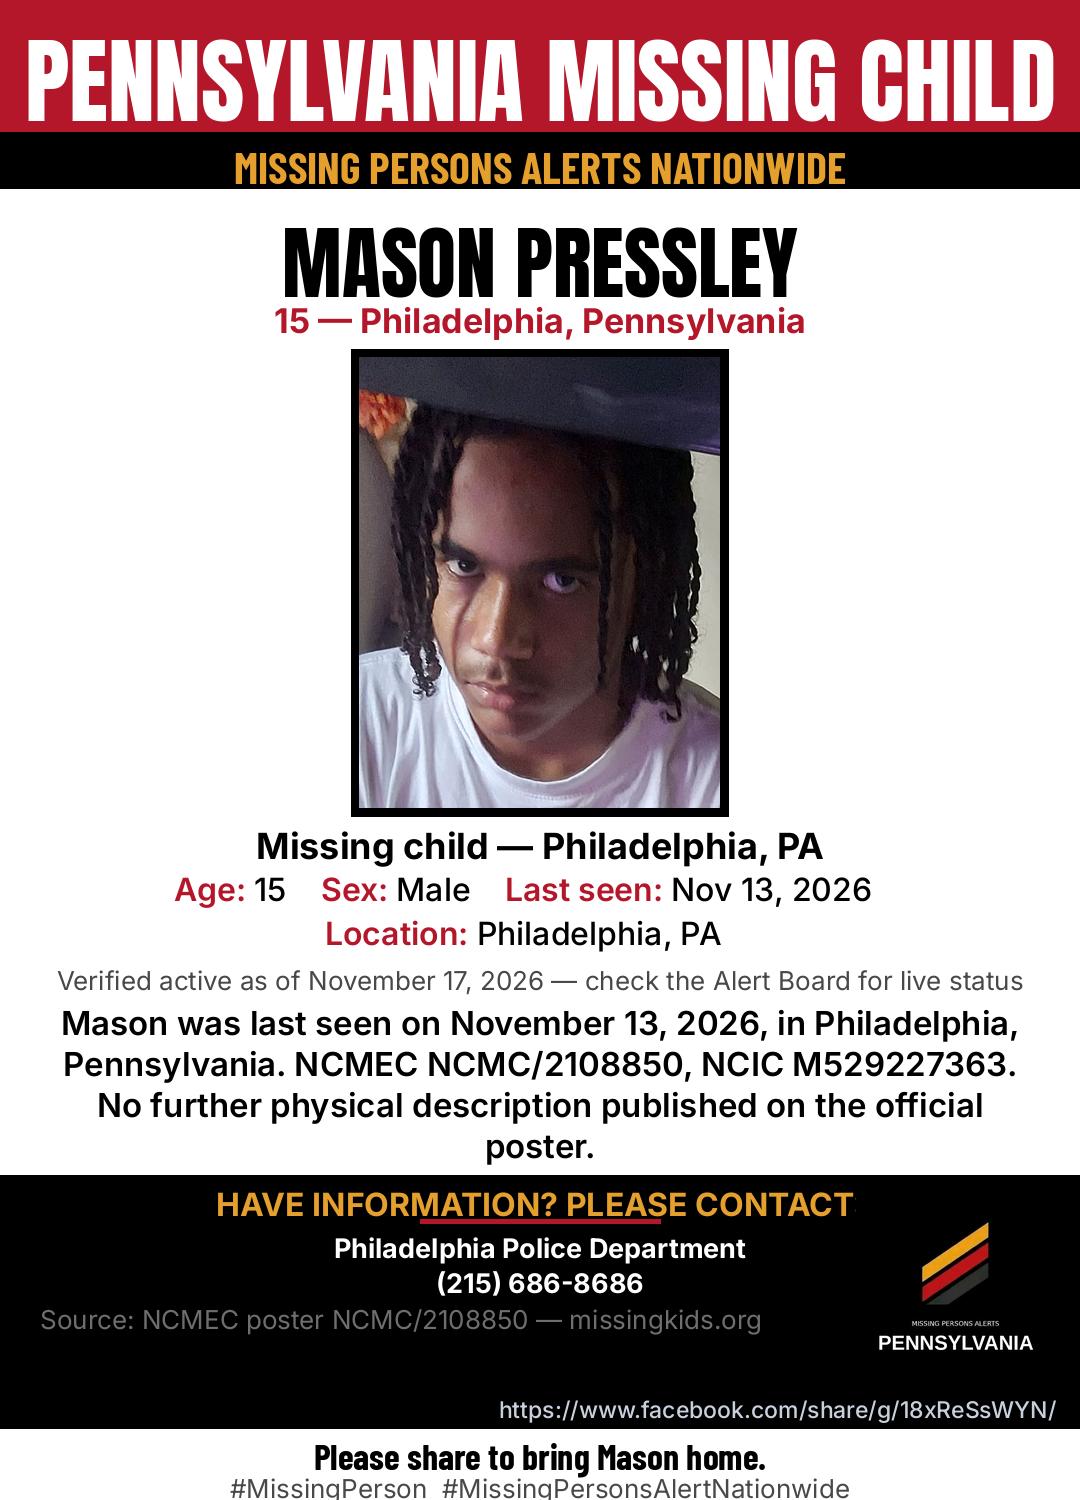 PENNSYLVANIA MISSING CHILD
MISSING PERSONS ALERTS NATIONWIDE
MASON PRESSLEY
15 — Philadelphia, Pennsylvania
Missing child — Philadelphia, PA
Age: 15 Sex: Male Last seen: Nov 13, 2026
Location: Philadelphia, PA
Verified active as of November 17, 2026 — check the Alert Board for live status
Mason was last seen on November 13, 2026, in Philadelphia,
Pennsylvania. NCMEC NCMC/2108850, NCIC M529227363.
No further physical description published on the official
poster.
HAVE INFORMATION? PLEASE CONTACT:
Philadelphia Police Department
(215) 686-8686
Source: NCMEC poster NCMC/2108850 — missingkids.org
MISSING PERSONS ALERTS
PENNSYLVANIA
https://www.facebook.com/share/g/18xReSsWYN/
Please share to bring Mason home.
#MissingPerson #MissingPersonsAlertNationwide